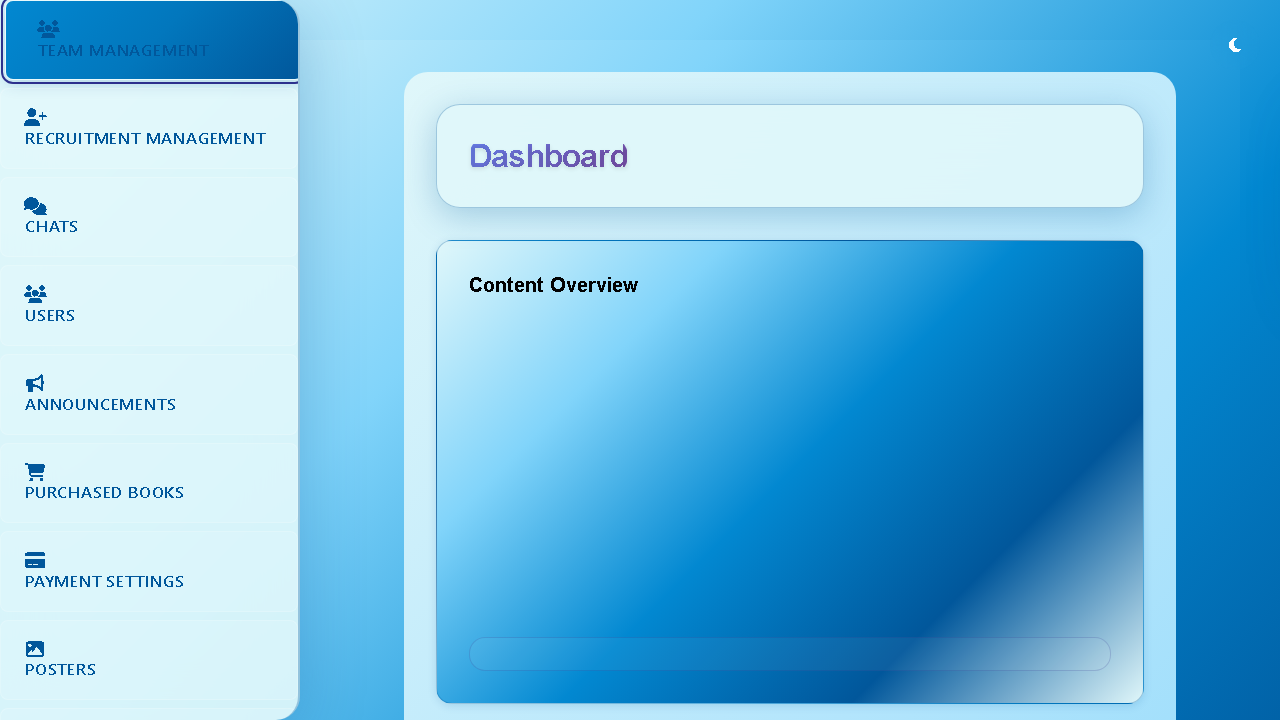 TEAM MANAGEMENT
RECRUITMENT MANAGEMENT
CHATS
USERS
ANNOUNCEMENTS
PURCHASED BOOKS
PAYMENT SETTINGS
POSTERS
Dashboard
Content Overview